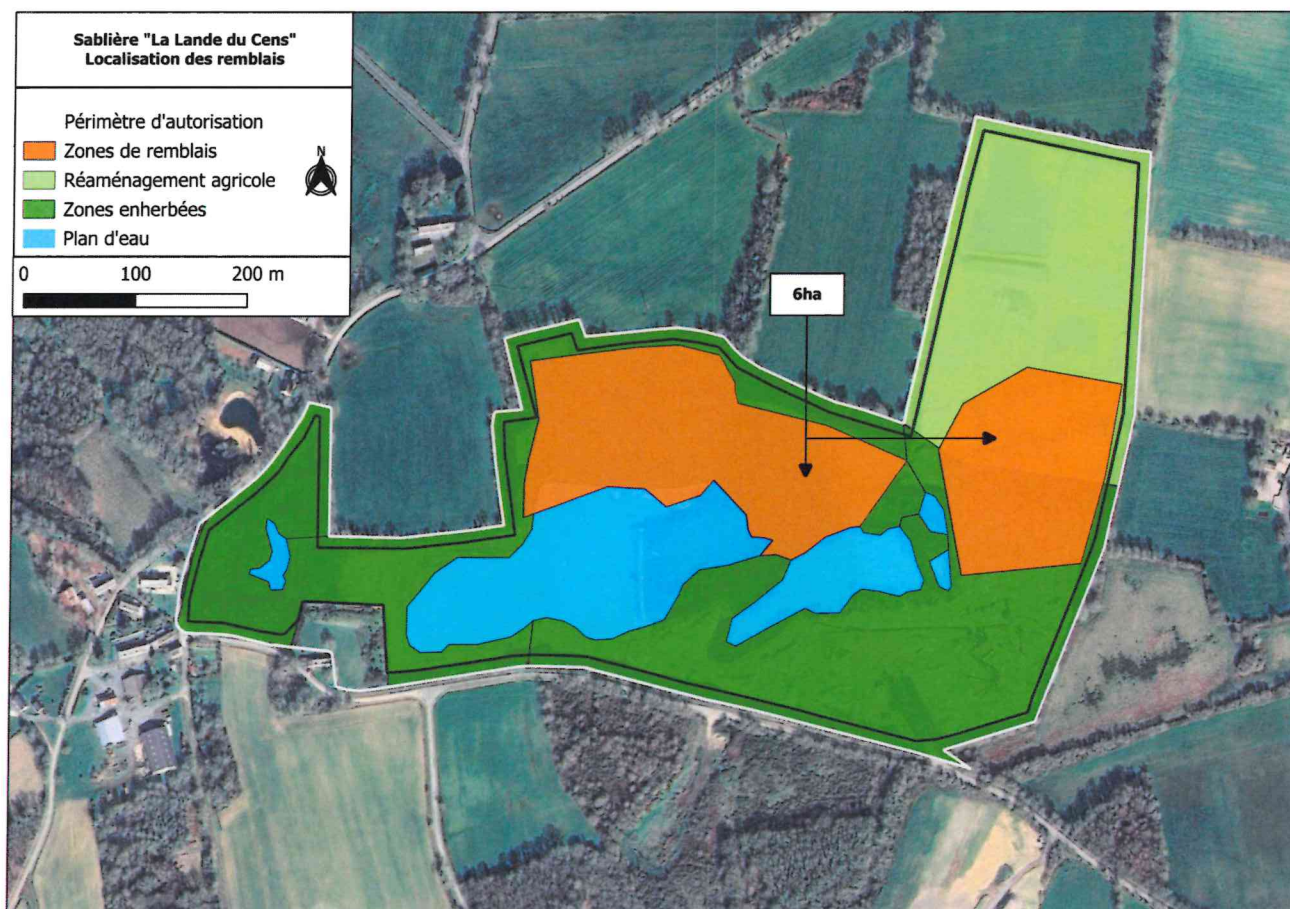 Sablière "La Lande du Cens"
Localisation des remblais
Périmètre d'autorisation
Zones de remblais
Réaménagement agricole
Zones enherbées
Plan d'eau
N
0 100 200 m
6ha